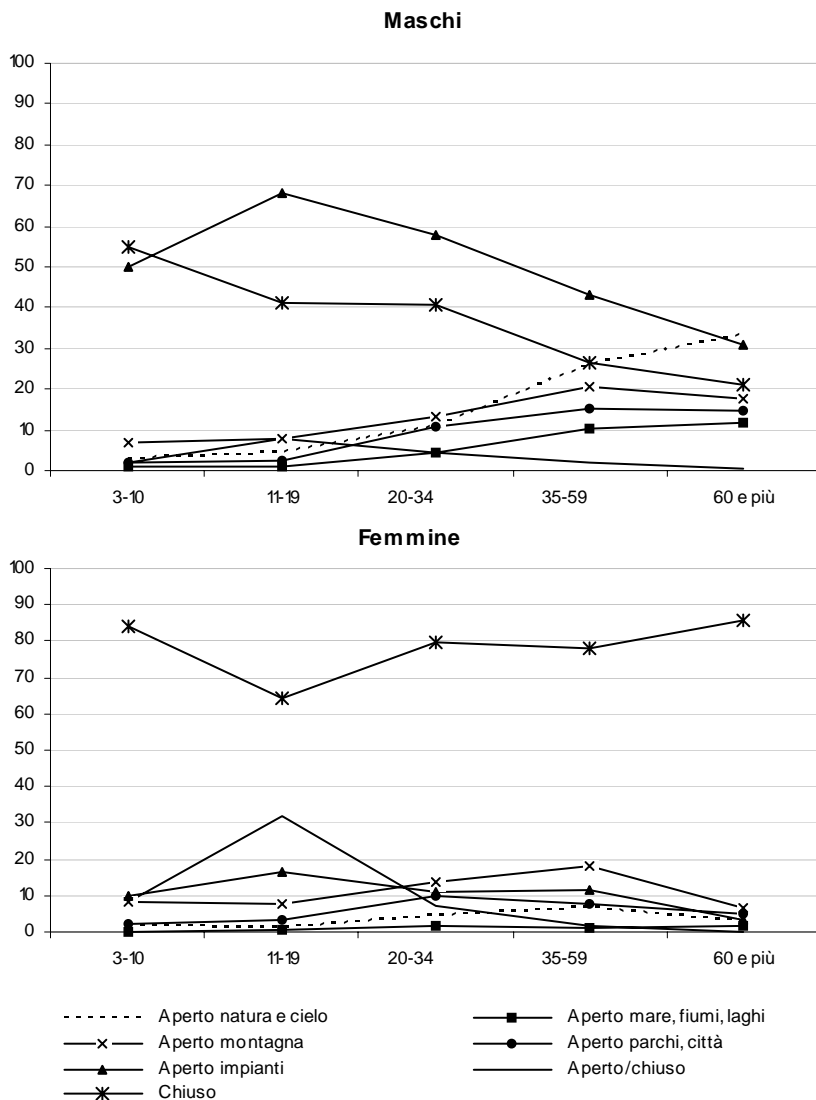 Maschi
100
90
80
70
60
50
40
30
20
10
0
3-10 11-19 20-34 35-59 60 e più
Femmine
100
90
80
70
60
50
40
30
20
10
0
3-10 11-19 20-34 35-59 60 e più
Aperto natura e cielo Aperto mare, fiumi, laghi
Aperto montagna Aperto parchi, città
Aperto impianti Aperto/chiuso
Chiuso